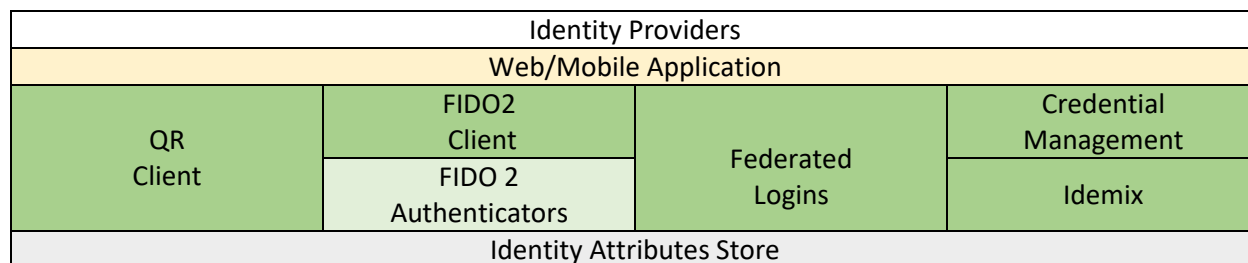 Identity Providers
Web/Mobile Application
QR
Client
FIDO2
Client
FIDO 2
Authenticators
Federated
Logins
Credential
Management
Idemix
Identity Attributes Store